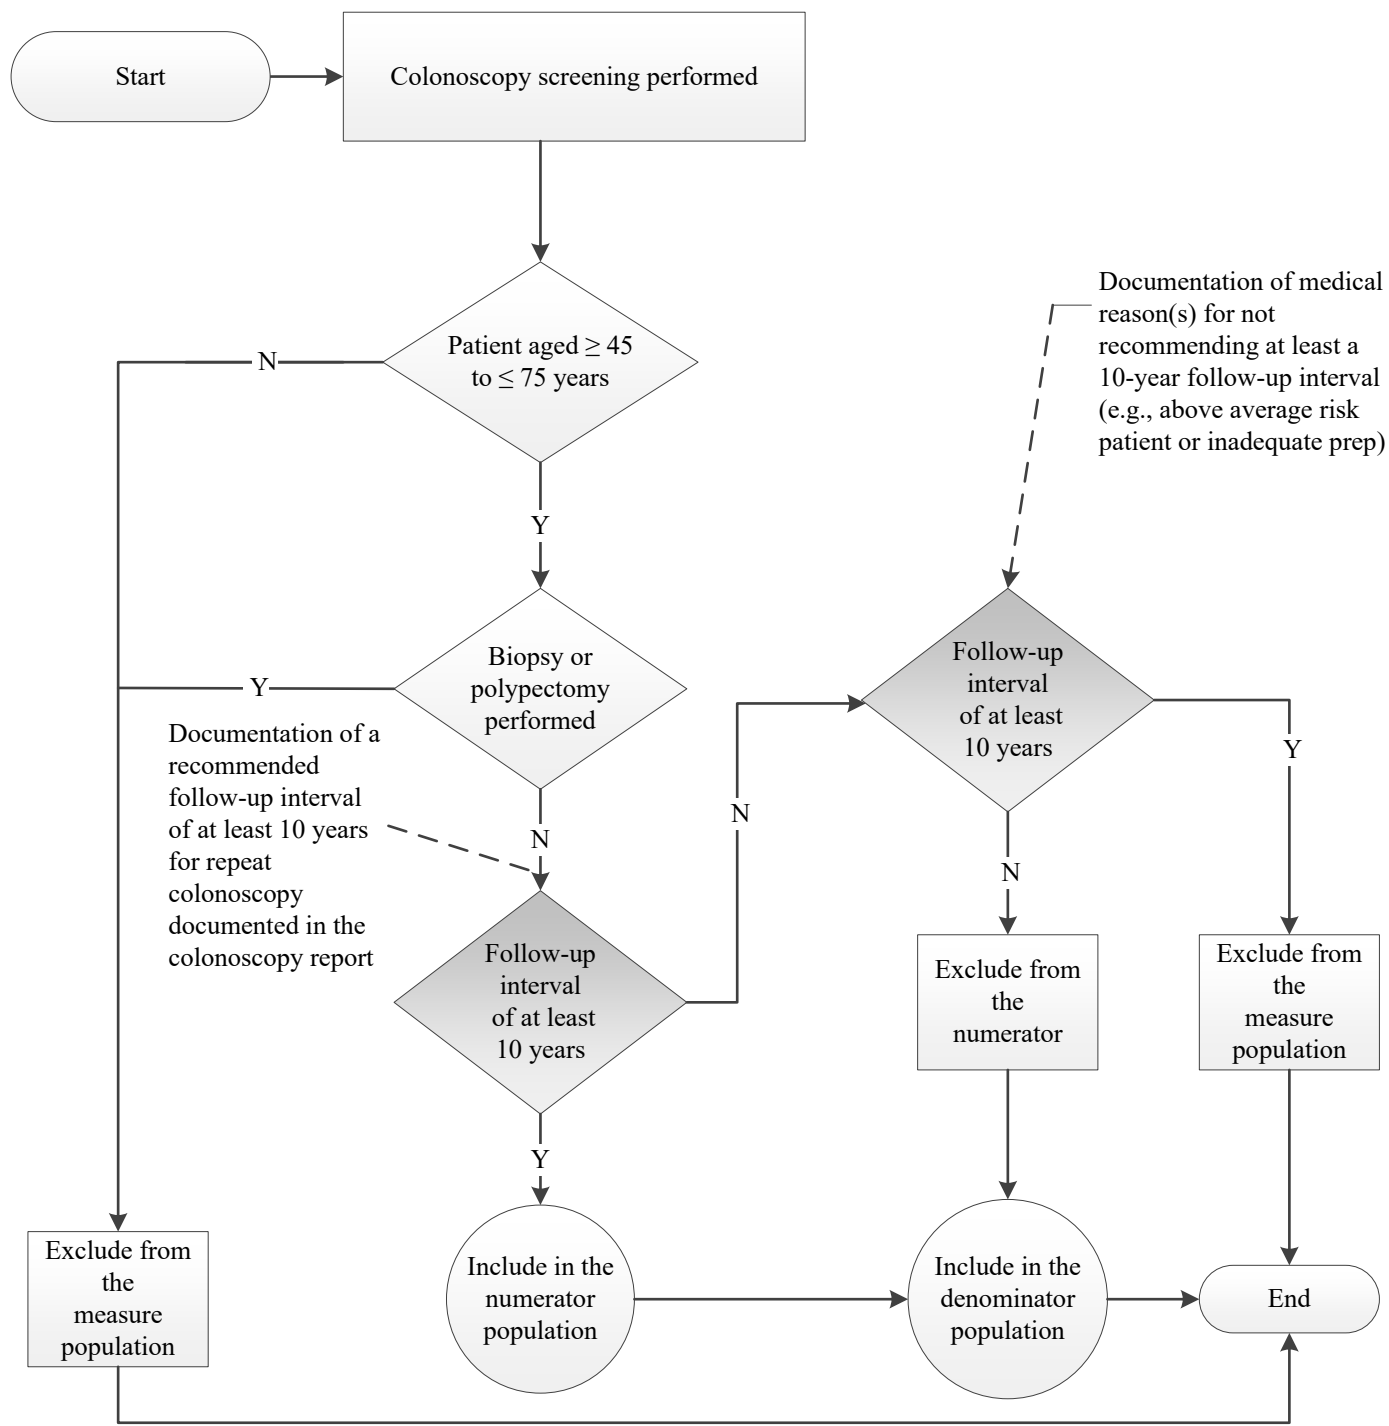 Start
Colonoscopy screening performed
Patient aged ≥ 45
to ≤ 75 years
N
Documentation of medical
reason(s) for not
recommending at least a
10-year follow-up interval
(e.g., above average risk
patient or inadequate prep)
Y
Biopsy or
polypectomy
performed
Y
Documentation of a
recommended
follow-up interval
of at least 10 years
for repeat
colonoscopy
documented in the
colonoscopy report
N
Follow-up
interval
of at least
10 years
N
Follow-up
interval
of at least
10 years
Y
N
Exclude from
the
numerator
Exclude from
the
measure
population
Y
Exclude from
the
measure
population
Include in the
numerator
population
Include in the
denominator
population
End